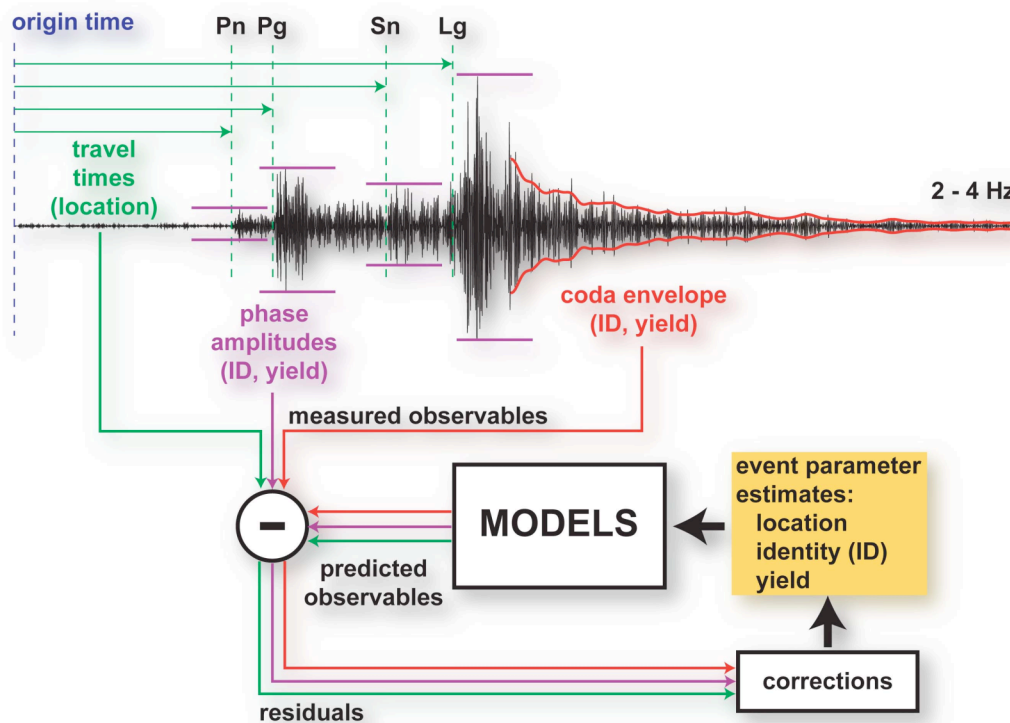 origin time
Pn
Pg
Sn
Lg
travel
times
(location)
2 - 4 Hz
phase
amplitudes
(ID, yield)
coda envelope
(ID, yield)
measured observables
-
MODELS
event parameter
estimates:
location
identity (ID)
yield
predicted
observables
corrections
residuals